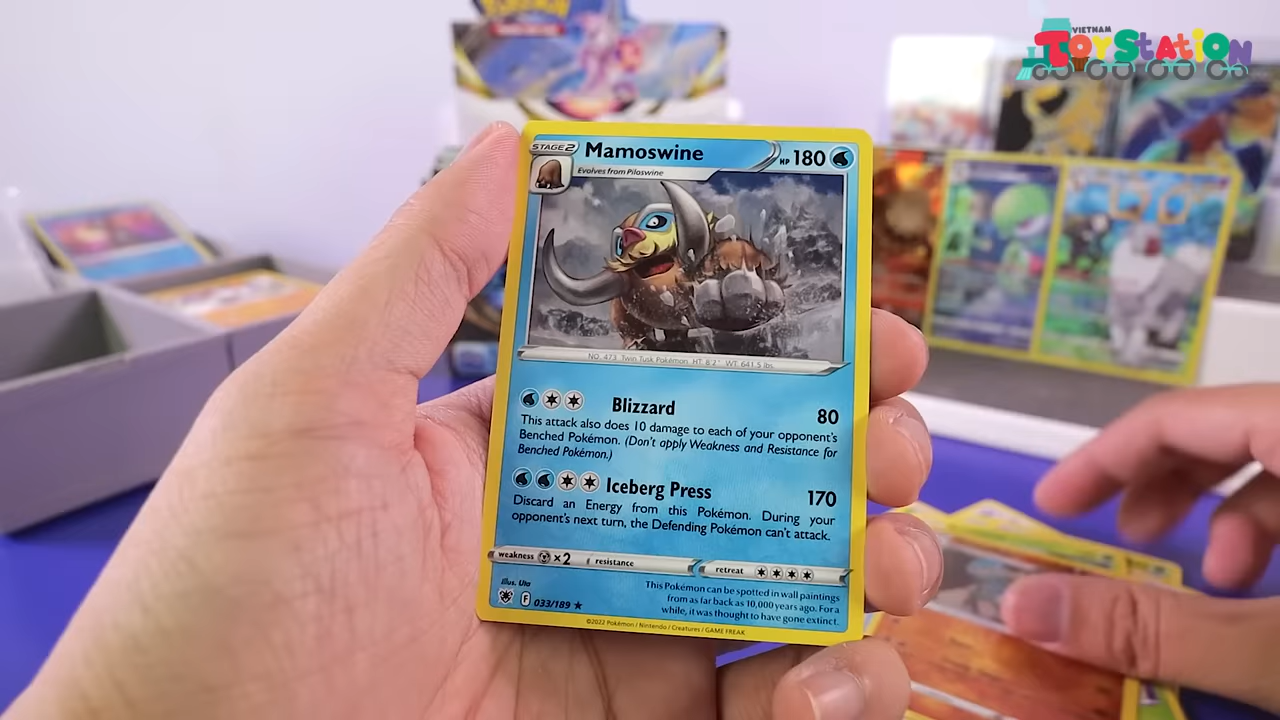 VIETNAM
ToyStation
STAGE 2
Mamoswine
HP 180
Evolves from Piloswine
NO. 473 Twin Tusk Pokémon HT: 8'2" WT: 641.5 lbs.
Blizzard 80
This attack also does 10 damage to each of your opponent's
Benched Pokémon. (Don't apply Weakness and Resistance for
Benched Pokémon.)
Iceberg Press 170
Discard an Energy from this Pokémon. During your
opponent's next turn, the Defending Pokémon can't attack.
weakness ×2 resistance retreat
Illus. Uta
F 033/189 ★
This Pokémon can be spotted in wall paintings
from as far back as 10,000 years ago. For a
while, it was thought to have gone extinct.
©2022 Pokémon / Nintendo / Creatures / GAME FREAK